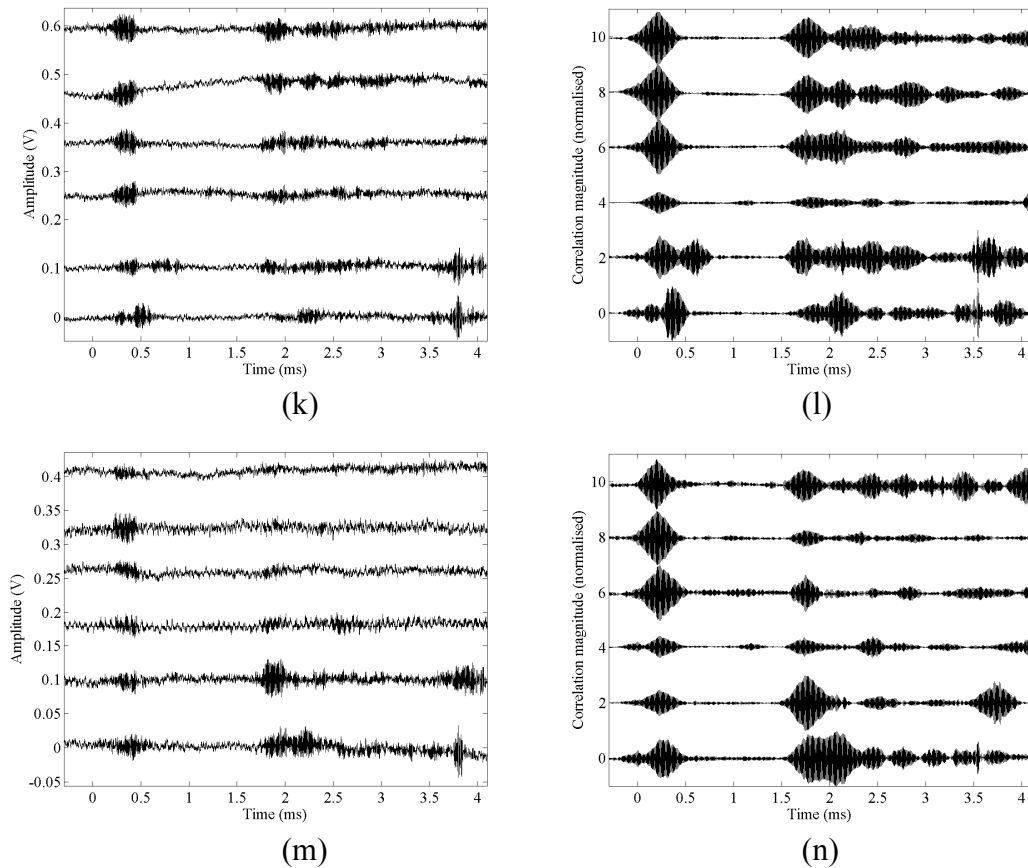 Amplitude (V)
0.6
0.5
0.4
0.3
0.2
0.1
0
0 0.5 1 1.5 2 2.5 3 3.5 4
Time (ms)
(k)
Correlation magnitude (normalised)
10
8
6
4
2
0
0 0.5 1 1.5 2 2.5 3 3.5 4
Time (ms)
(l)
Amplitude (V)
0.4
0.35
0.3
0.25
0.2
0.15
0.1
0.05
0
-0.05
0 0.5 1 1.5 2 2.5 3 3.5 4
Time (ms)
(m)
Correlation magnitude (normalised)
10
8
6
4
2
0
0 0.5 1 1.5 2 2.5 3 3.5 4
Time (ms)
(n)